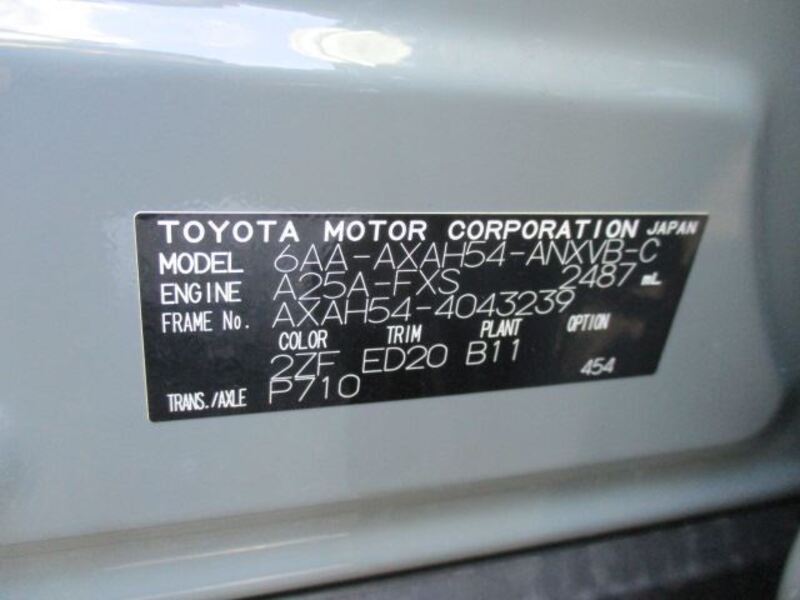 TOYOTA MOTOR CORPORATION JAPAN
MODEL 6AA-AXAH54-ANXVB-C
ENGINE A25A-FXS 2487 mL
FRAME No. AXAH54-4043239
COLOR TRIM PLANT OPTION
2ZF ED20 B11 454
TRANS./AXLE P710